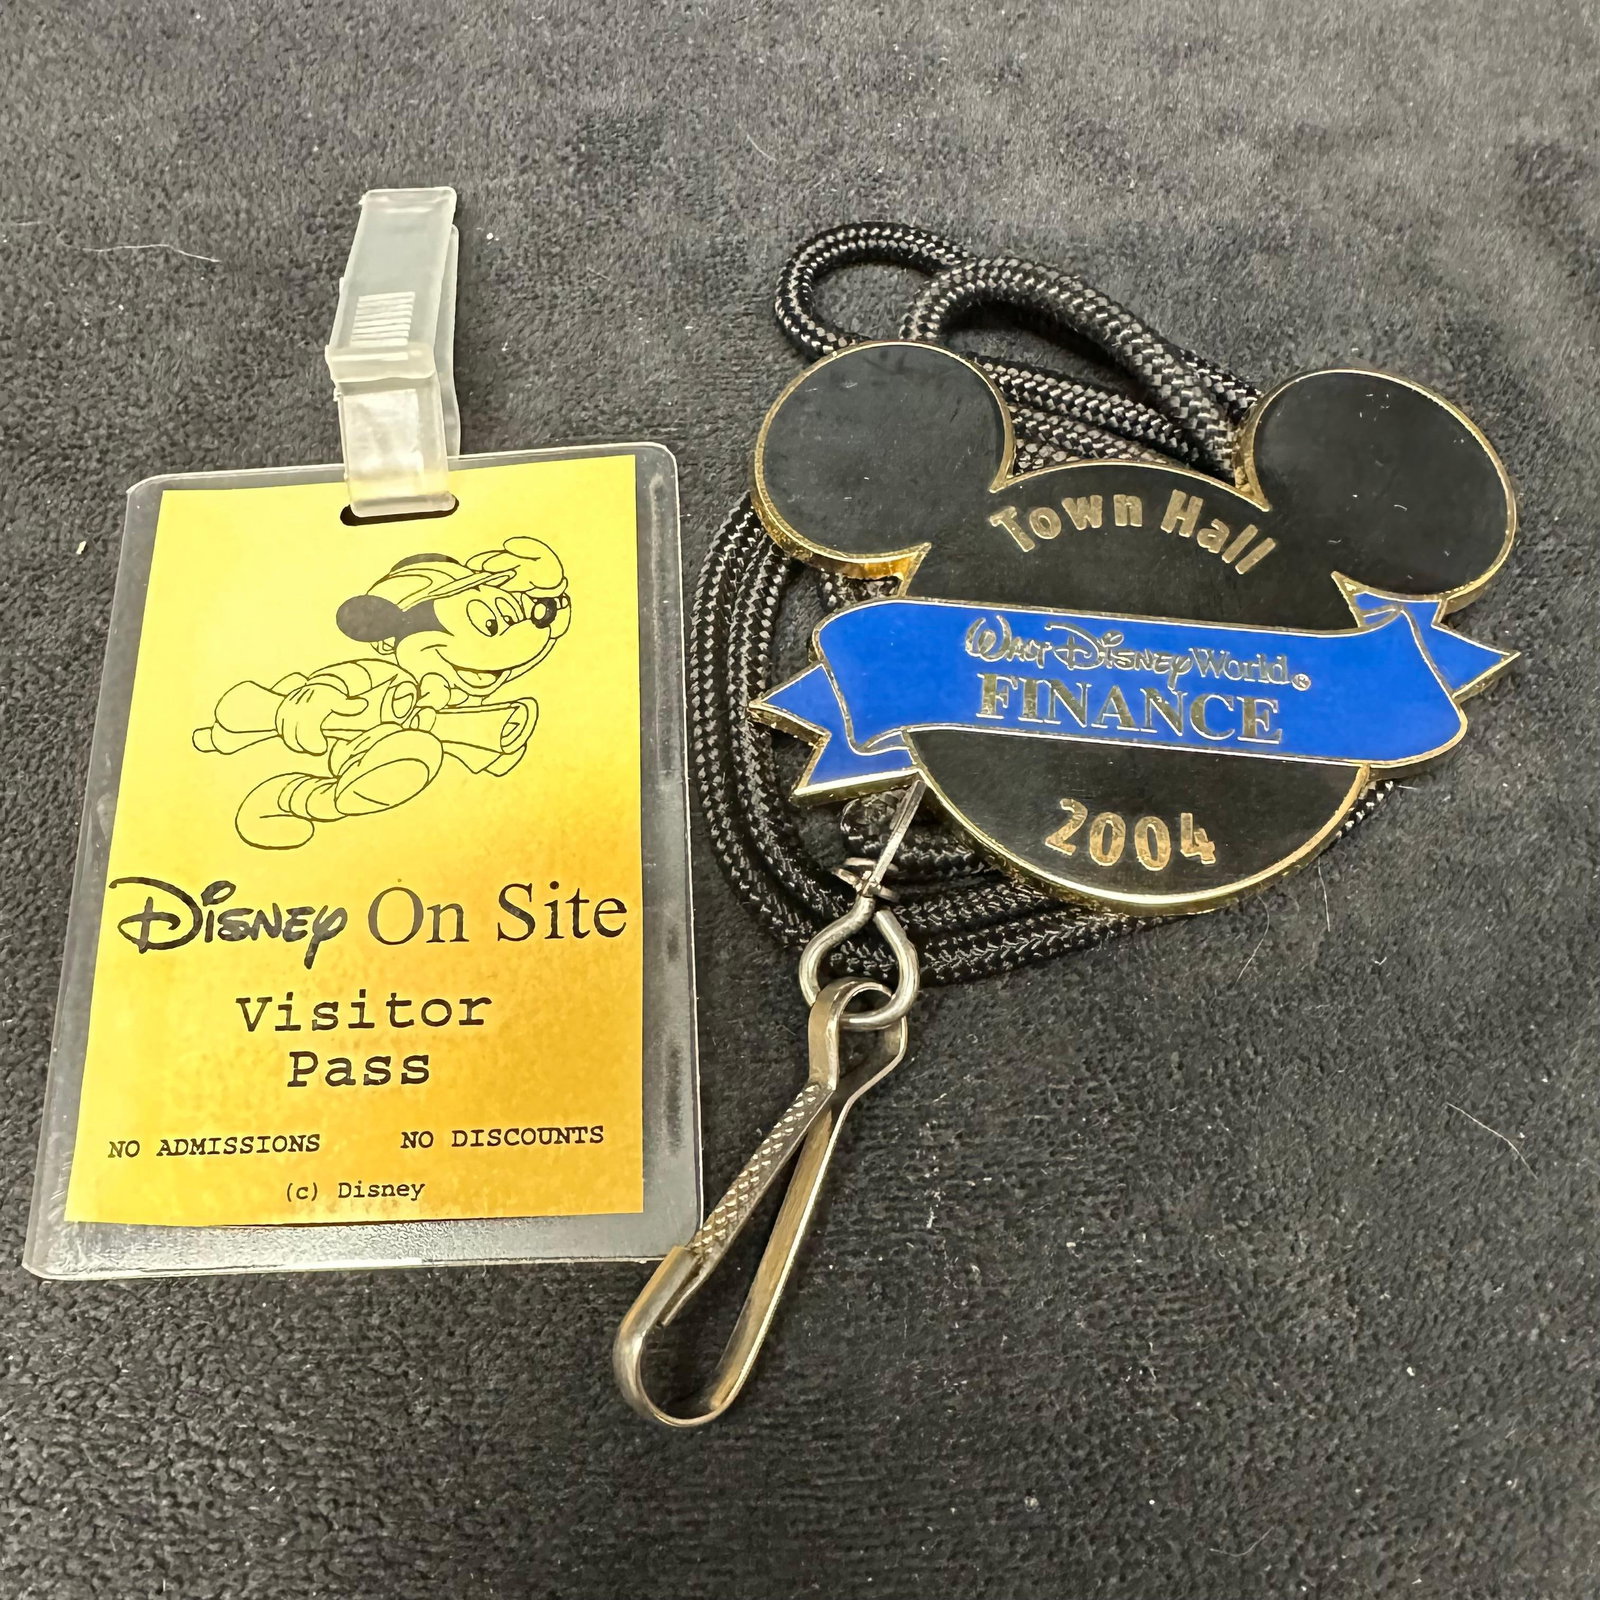 Disney On Site
Visitor
Pass
NO ADMISSIONS NO DISCOUNTS
(c) Disney
Town Hall
Walt Disney World®
FINANCE
2004